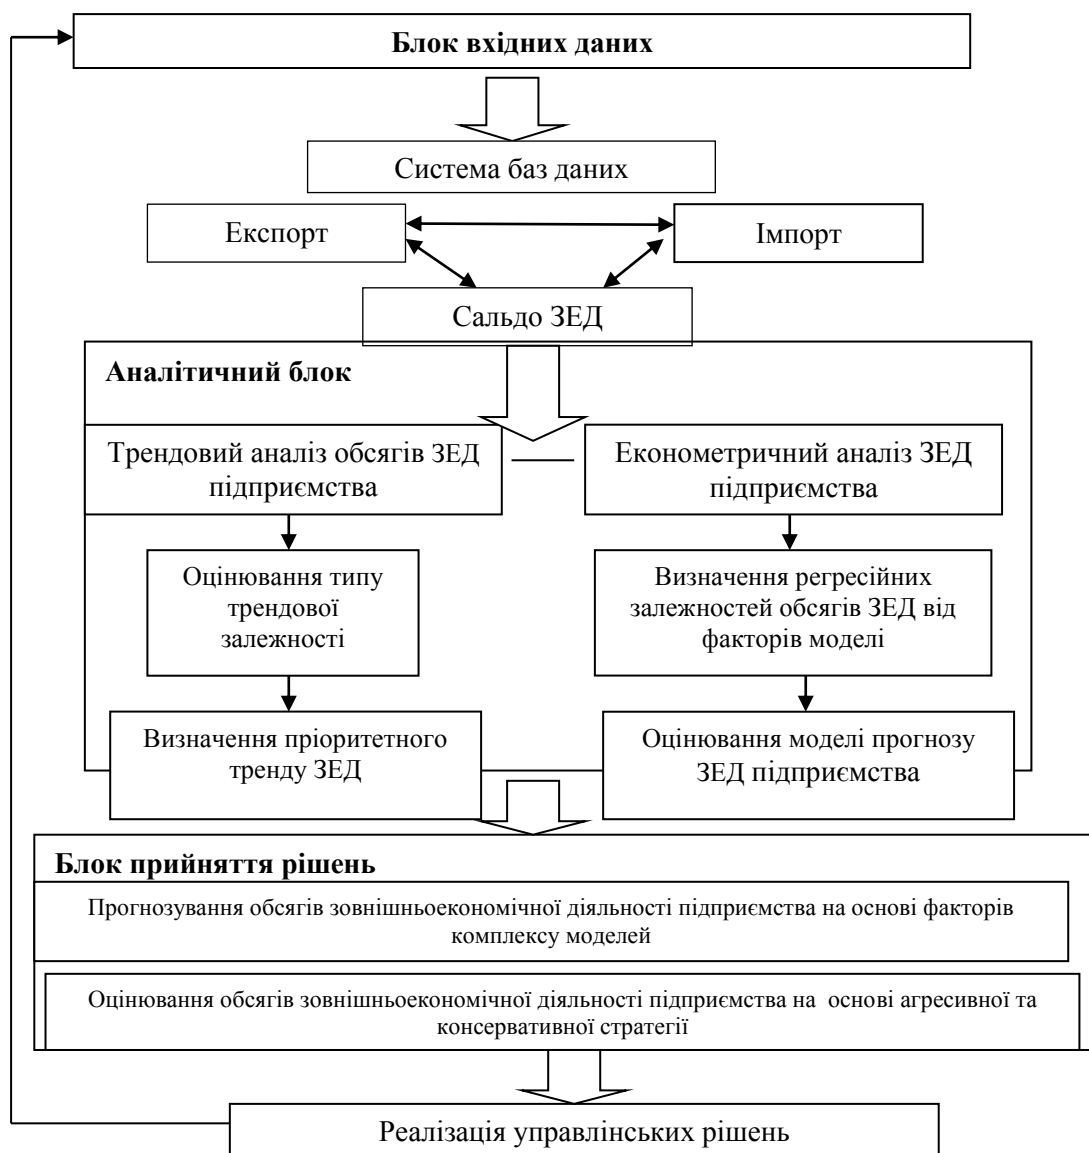 Блок вхідних даних
Система баз даних
Експорт
Імпорт
Сальдо ЗЕД
Аналітичний блок
Трендовий аналіз обсягів ЗЕД
підприємства
Економетричний аналіз ЗЕД
підприємства
Оцінювання типу
трендової
залежності
Визначення регресійних
залежностей обсягів ЗЕД від
факторів моделі
Визначення пріоритетного
тренду ЗЕД
Оцінювання моделі прогнозу
ЗЕД підприємства
Блок прийняття рішень
Прогнозування обсягів зовнішньоекономічної діяльності підприємства на основі факторів
комплексу моделей
Оцінювання обсягів зовнішньоекономічної діяльності підприємства на основі агресивної та
консервативної стратегії
Реалізація управлінських рішень